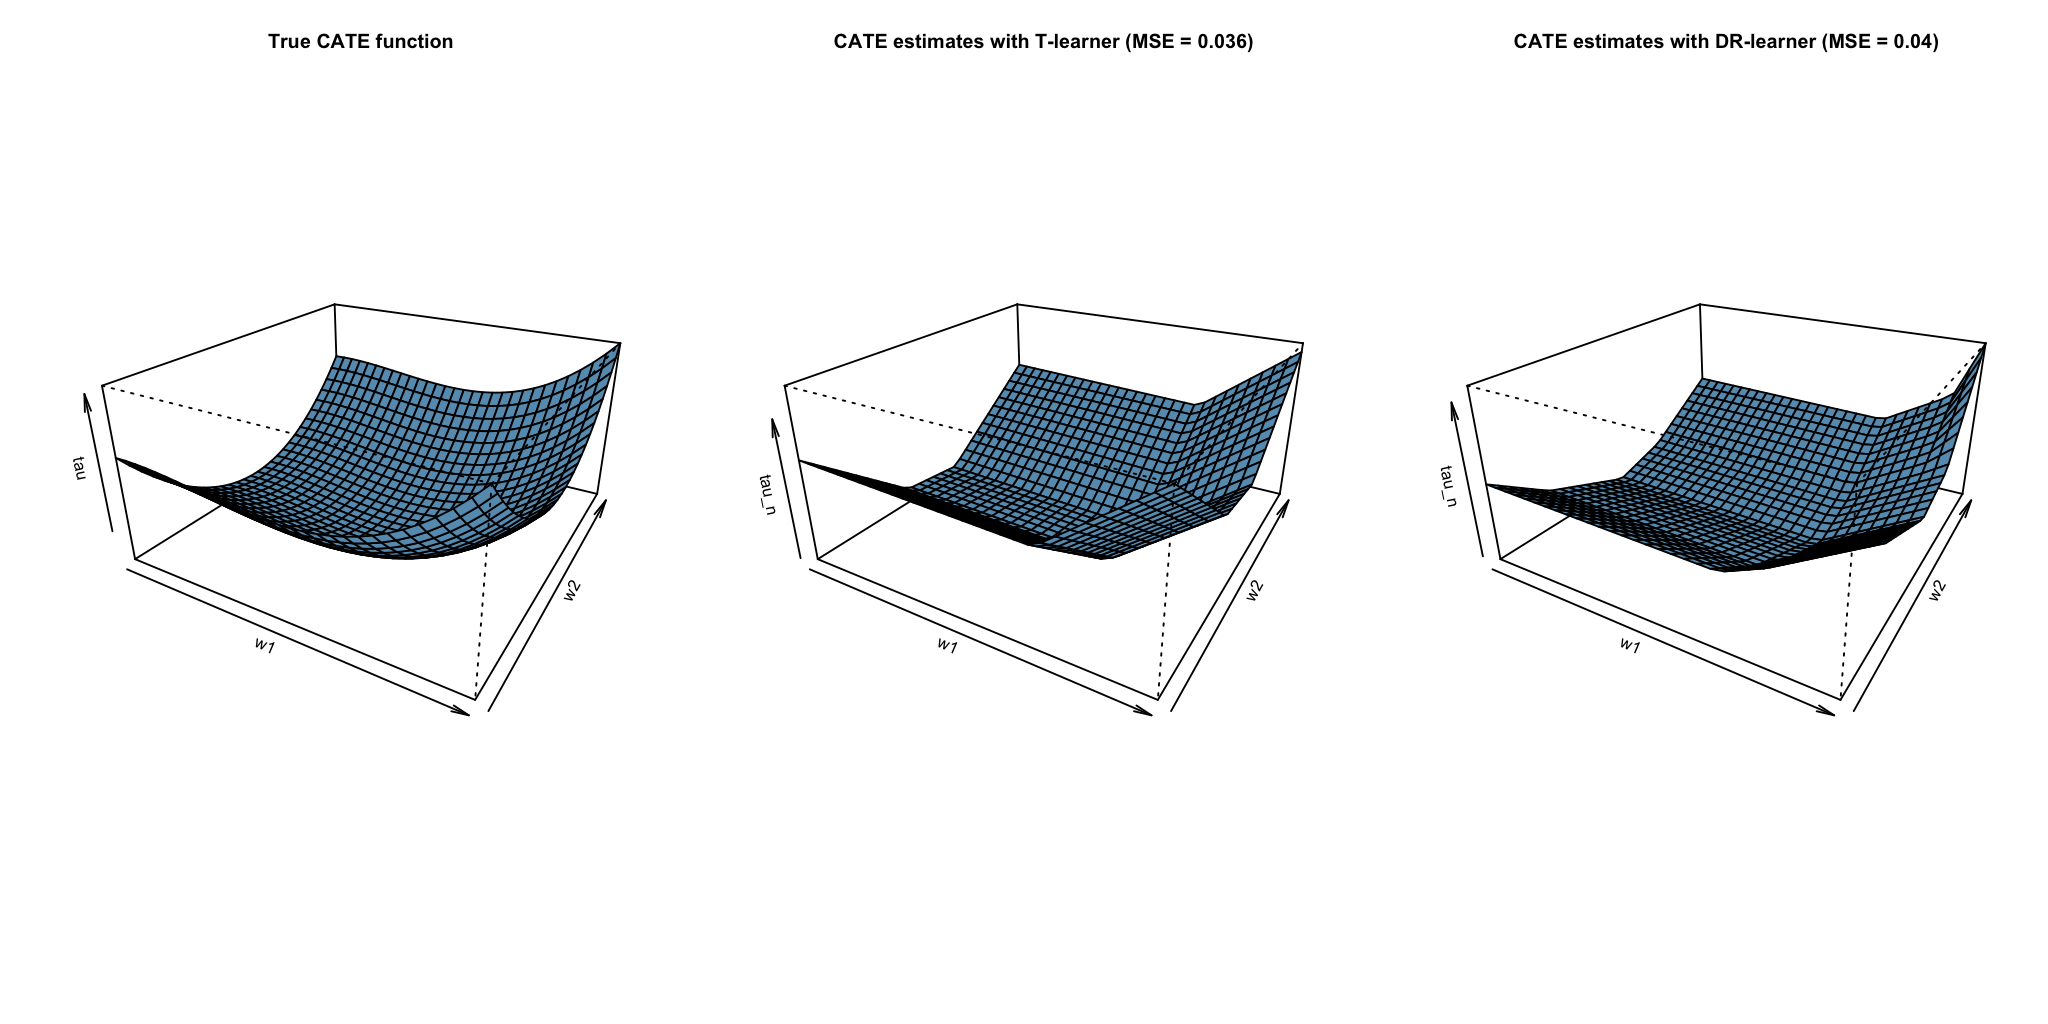 True CATE function
tau
w1
w2
CATE estimates with T-learner (MSE = 0.036)
tau_n
w1
w2
CATE estimates with DR-learner (MSE = 0.04)
tau_n
w1
w2